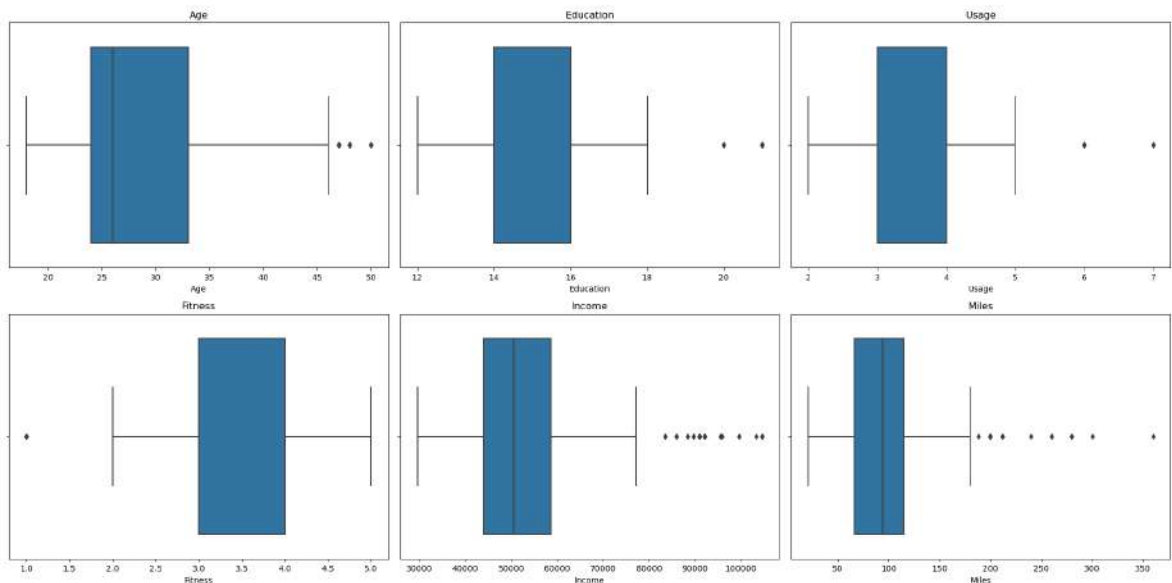 Age Education Usage
20 25 30 35 40 45 50 12 14 16 18 20 2 3 4 5 6 7
Age Education Usage
Fitness Income Miles
1.0 1.5 2.0 2.5 3.0 3.5 4.0 4.5 5.0 30000 40000 50000 60000 70000 80000 90000 100000 50 100 150 200 250 300 350
Fitness Income Miles